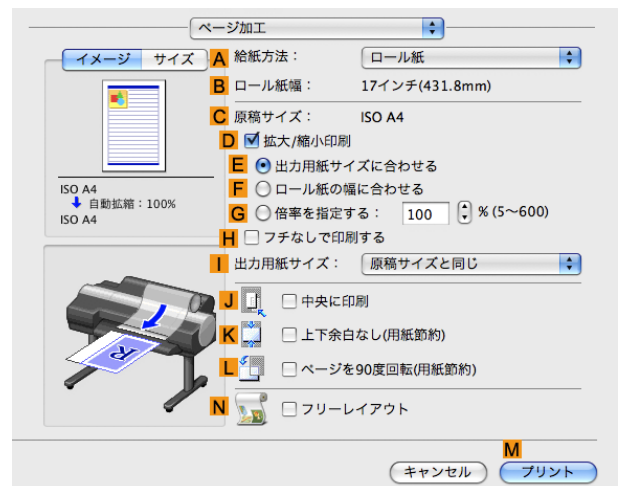 ページ加工
イメージ サイズ
A 給紙方法： ロール紙
B ロール紙幅： 17インチ(431.8mm)
C 原稿サイズ： ISO A4
D 拡大/縮小印刷
E 出力用紙サイズに合わせる
F ロール紙の幅に合わせる
G 倍率を指定する： 100 % (5～600)
H フチなしで印刷する
I 出力用紙サイズ： 原稿サイズと同じ
ISO A4
自動拡縮：100%
ISO A4
J 中央に印刷
K 上下余白なし(用紙節約)
L ページを90度回転(用紙節約)
N フリーレイアウト
R
M
キャンセル プリント